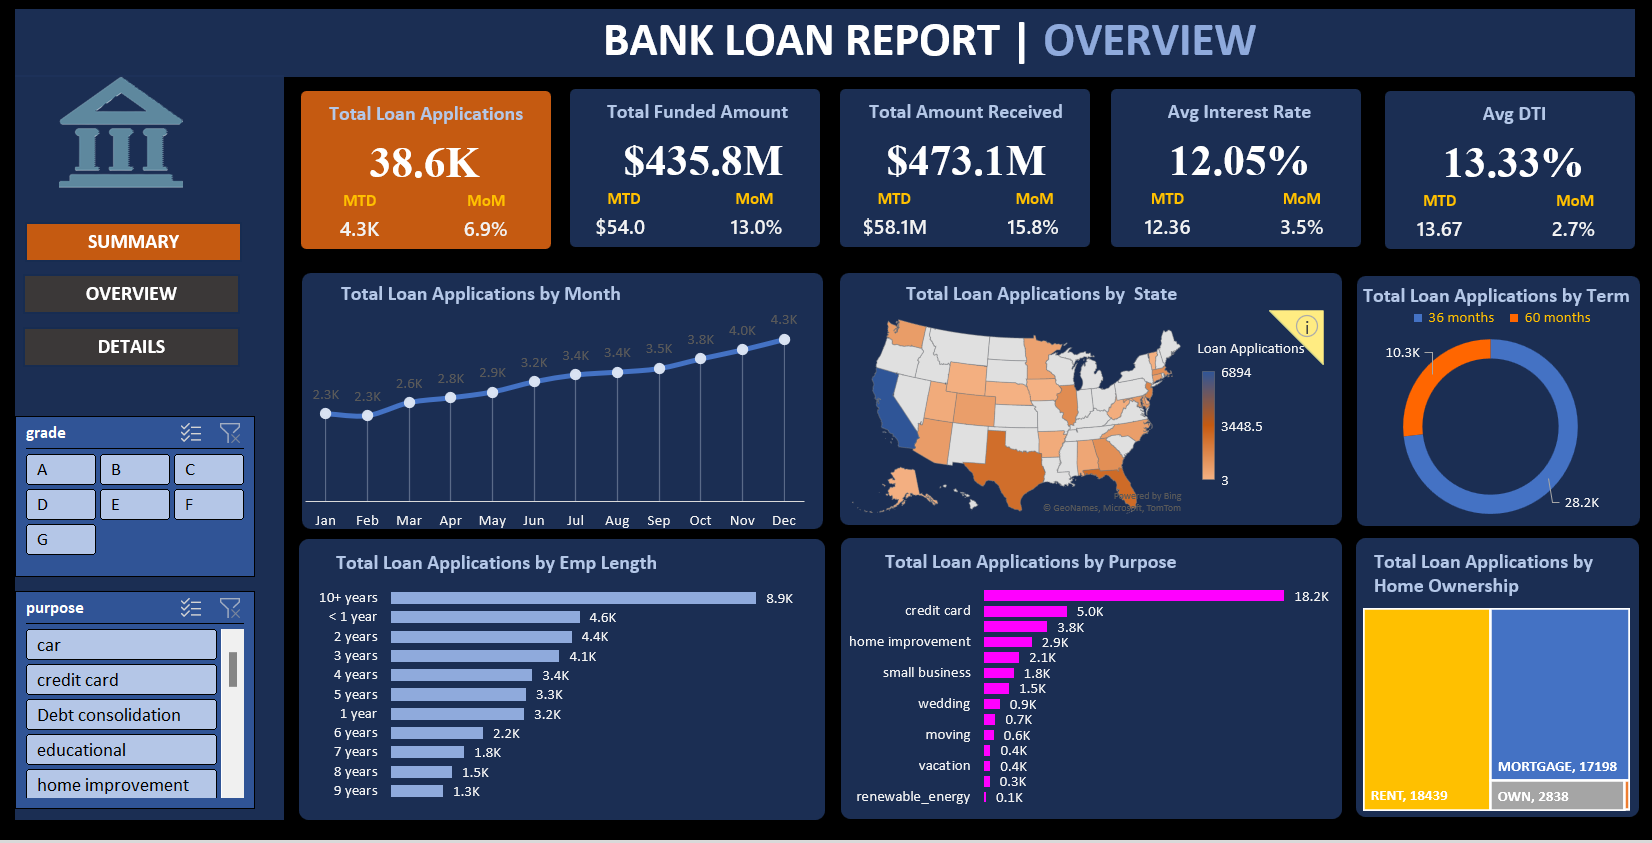 BANK LOAN REPORT | OVERVIEW
SUMMARY
OVERVIEW
DETAILS
grade
A
B
C
D
E
F
G
purpose
car
credit card
Debt consolidation
educational
home improvement
Total Loan Applications
38.6K
MTD
MoM
4.3K
6.9%
Total Funded Amount
$435.8M
MTD
MoM
$54.0
13.0%
Total Amount Received
$473.1M
MTD
MoM
$58.1M
15.8%
Avg Interest Rate
12.05%
MTD
MoM
12.36
3.5%
Avg DTI
13.33%
MTD
MoM
13.67
2.7%
Total Loan Applications by Month
2.3K
2.3K
2.6K
2.8K
2.9K
3.2K
3.4K
3.4K
3.5K
3.8K
4.0K
4.3K
Jan
Feb
Mar
Apr
May
Jun
Jul
Aug
Sep
Oct
Nov
Dec
Total Loan Applications by State
Loan Applications
6894
3448.5
3
Powered by Bing
© GeoNames, Microsoft, TomTom
Total Loan Applications by Term
36 months
60 months
10.3K
28.2K
Total Loan Applications by Emp Length
10+ years 8.9K
< 1 year 4.6K
2 years 4.4K
3 years 4.1K
4 years 3.4K
5 years 3.3K
1 year 3.2K
6 years 2.2K
7 years 1.8K
8 years 1.5K
9 years 1.3K
Total Loan Applications by Purpose
18.2K
credit card 5.0K
3.8K
home improvement 2.9K
2.1K
small business 1.8K
1.5K
wedding 0.9K
0.7K
moving 0.6K
0.4K
vacation 0.4K
0.3K
renewable_energy 0.1K
Total Loan Applications by
Home Ownership
RENT, 18439
MORTGAGE, 17198
OWN, 2838